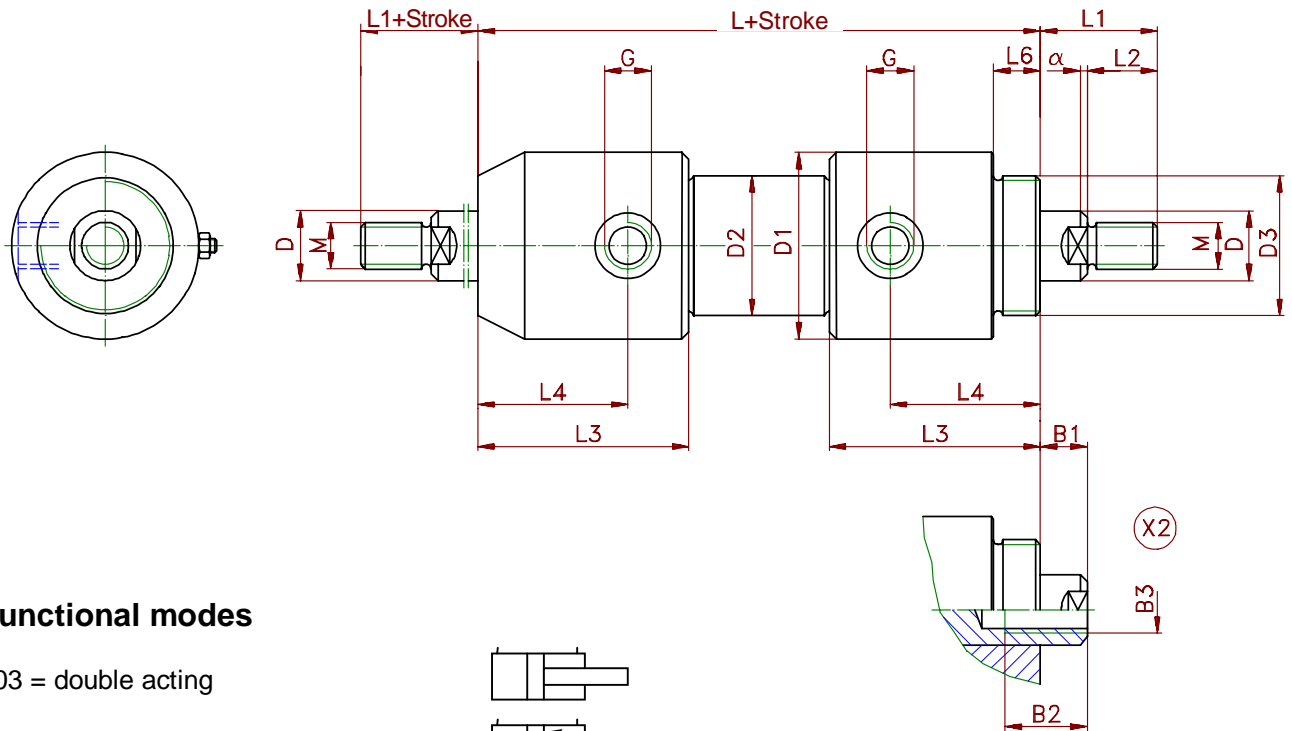 L1+Stroke
L+Stroke
L1
G
G
L6
α
L2
D
M
D2
D1
M
D
D3
L4
L4
L3
L3
B1
X2
B3
B2
unctional modes
03 = double acting